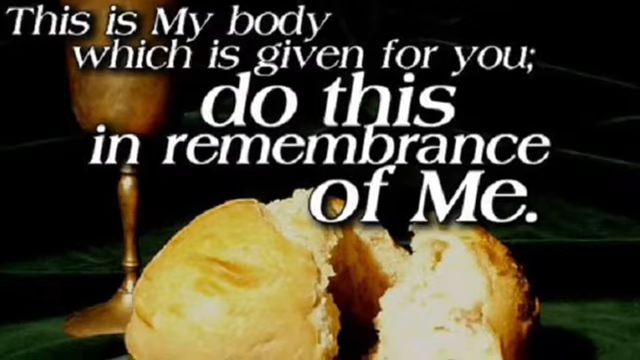 This is My body
which is given for you;
do this
in remembrance
of Me.